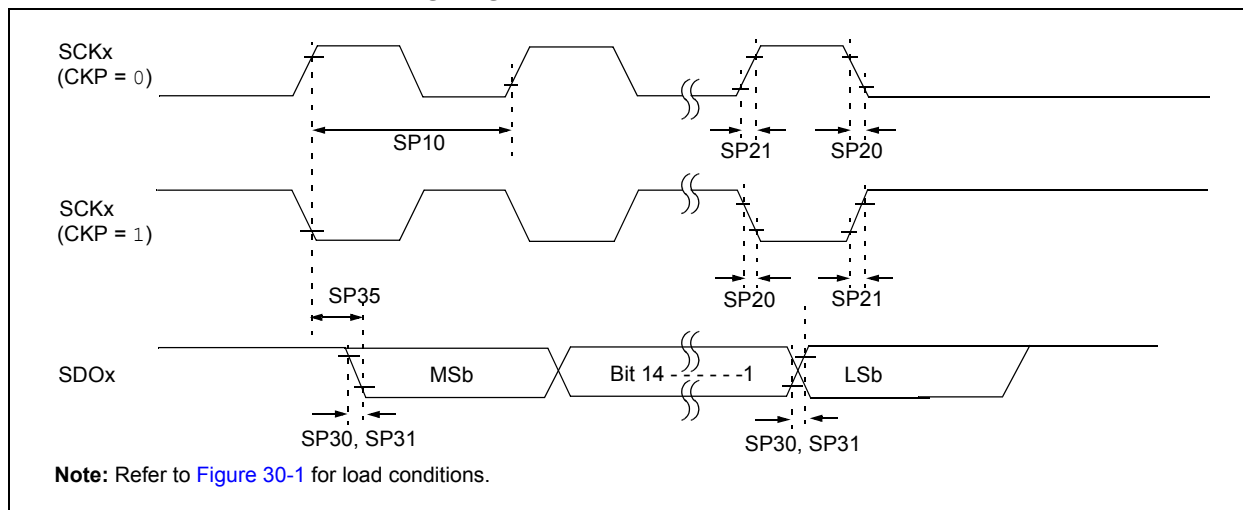 SCKx
(CKP = 0)
SP10
SP21
SP20
SCKx
(CKP = 1)
SP35
SP20
SP21
SDOx
MSb
Bit 14 - - - - - -1
LSb
SP30, SP31
SP30, SP31
Note: Refer to Figure 30-1 for load conditions.